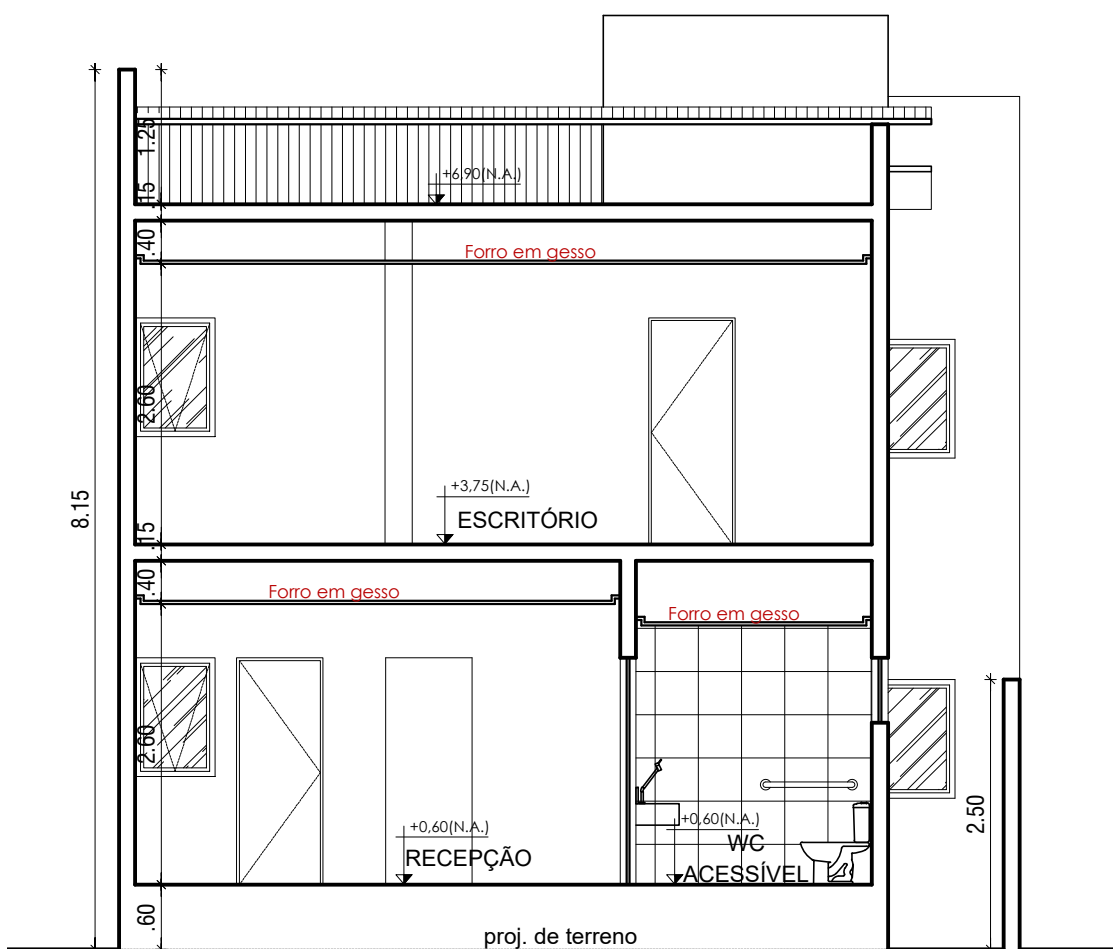 1.25
+6,90(N.A.)
.15
.40
Forro em gesso
2.60
8.15
+3,75(N.A.)
ESCRITÓRIO
.15
.40
Forro em gesso
Forro em gesso
2.60
2.50
+0,60(N.A.)
RECEPÇÃO
+0,60(N.A.)
WC
ACESSÍVEL
.60
proj. de terreno